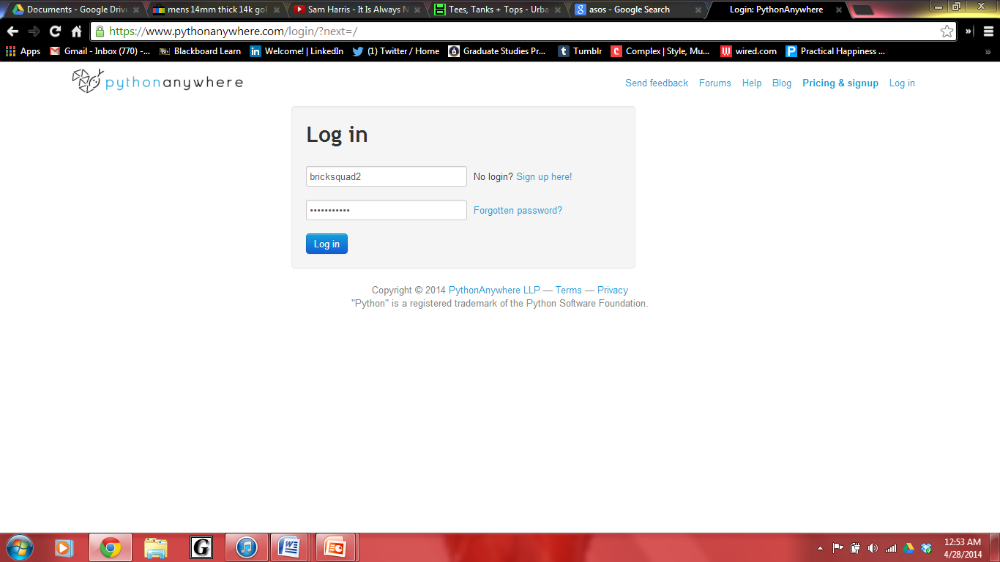 Documents - Google Drive
mens 14mm thick 14k gol
Sam Harris - It Is Always N
Tees, Tanks + Tops - Urba
asos - Google Search
Login: PythonAnywhere
https://www.pythonanywhere.com/login/?next=/
Apps
Gmail - Inbox (770) -...
Blackboard Learn
Welcome! | LinkedIn
(1) Twitter / Home
Graduate Studies Pr...
Tumblr
Complex | Style, Mu...
wired.com
Practical Happiness ...
pythonanywhere
Send feedback Forums Help Blog Pricing & signup Log in
Log in
bricksquad2 No login? Sign up here!
Forgotten password?
Log in
Copyright © 2014 PythonAnywhere LLP — Terms — Privacy
"Python" is a registered trademark of the Python Software Foundation.
12:53 AM
4/28/2014